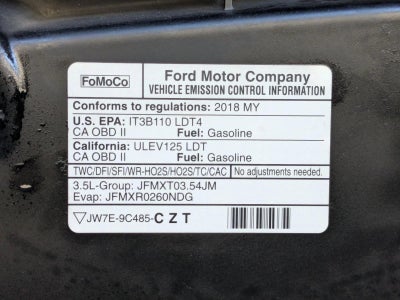 FoMoCo
Ford Motor Company
VEHICLE EMISSION CONTROL INFORMATION
Conforms to regulations: 2018 MY
U.S. EPA: IT3B110 LDT4
CA OBD II Fuel: Gasoline
California: ULEV125 LDT
CA OBD II Fuel: Gasoline
TWC/DFI/SFI/WR-HO2S/HO2S/TC/CAC No adjustments needed.
3.5L-Group: JFMXT03.54JM
Evap: JFMXR0260NDG
JW7E-9C485-C Z T